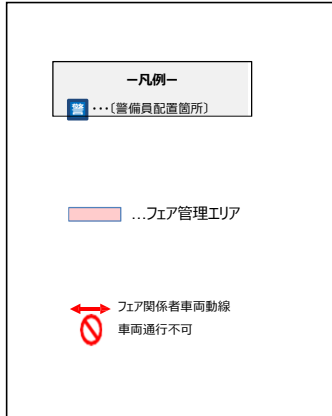 ー凡例ー
警 ･･･〔警備員配置箇所〕
…フェア管理エリア
フェア関係者車両動線
車両通行不可